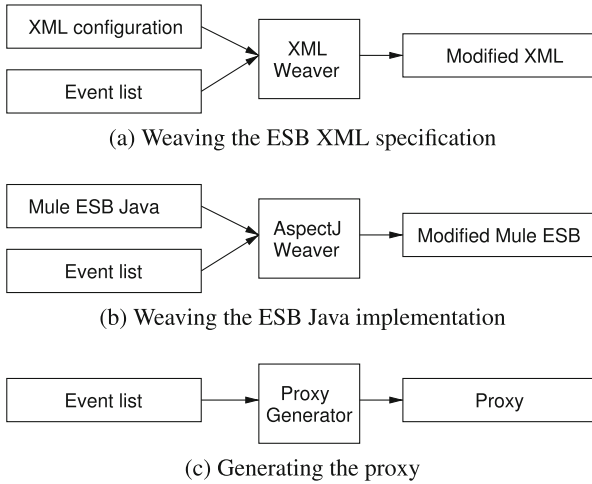 XML configuration
Event list
XML
Weaver
Modified XML
(a) Weaving the ESB XML specification
Mule ESB Java
Event list
AspectJ
Weaver
Modified Mule ESB
(b) Weaving the ESB Java implementation
Event list
Proxy
Generator
Proxy
(c) Generating the proxy